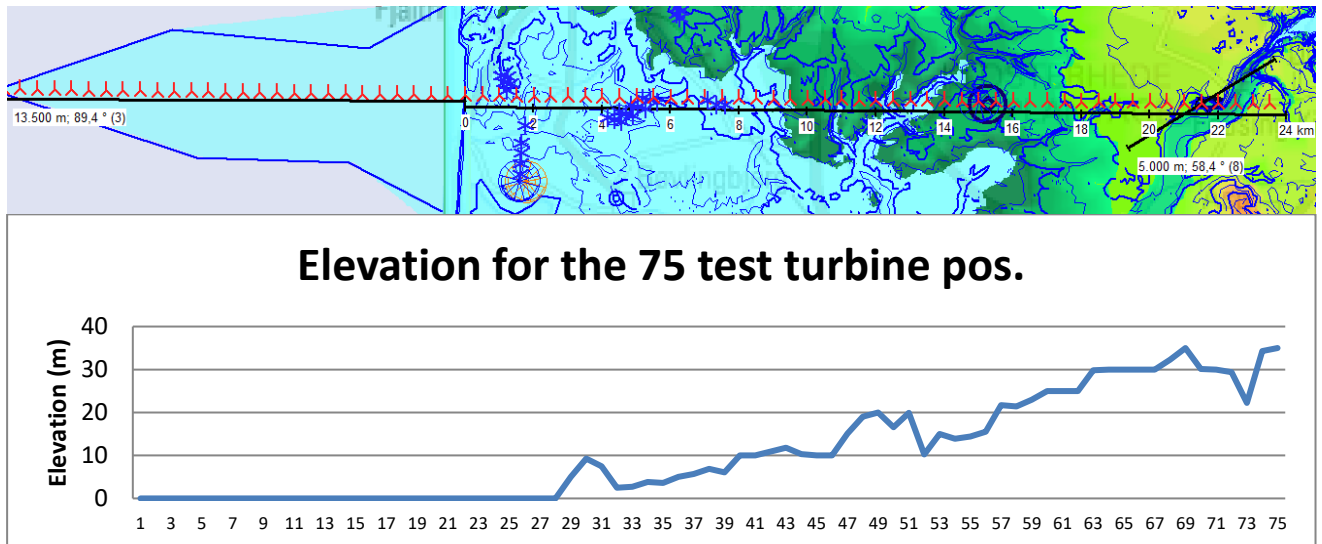 13.500 m; 89,4 ° (3)
0 2 4 6 8 10 12 14 16 18 20 22 24 km
5.000 m; 58,4 ° (8)
Elevation for the 75 test turbine pos.
Elevation (m)
40
30
20
10
0
1 3 5 7 9 11 13 15 17 19 21 23 25 27 29 31 33 35 37 39 41 43 45 47 49 51 53 55 57 59 61 63 65 67 69 71 73 75